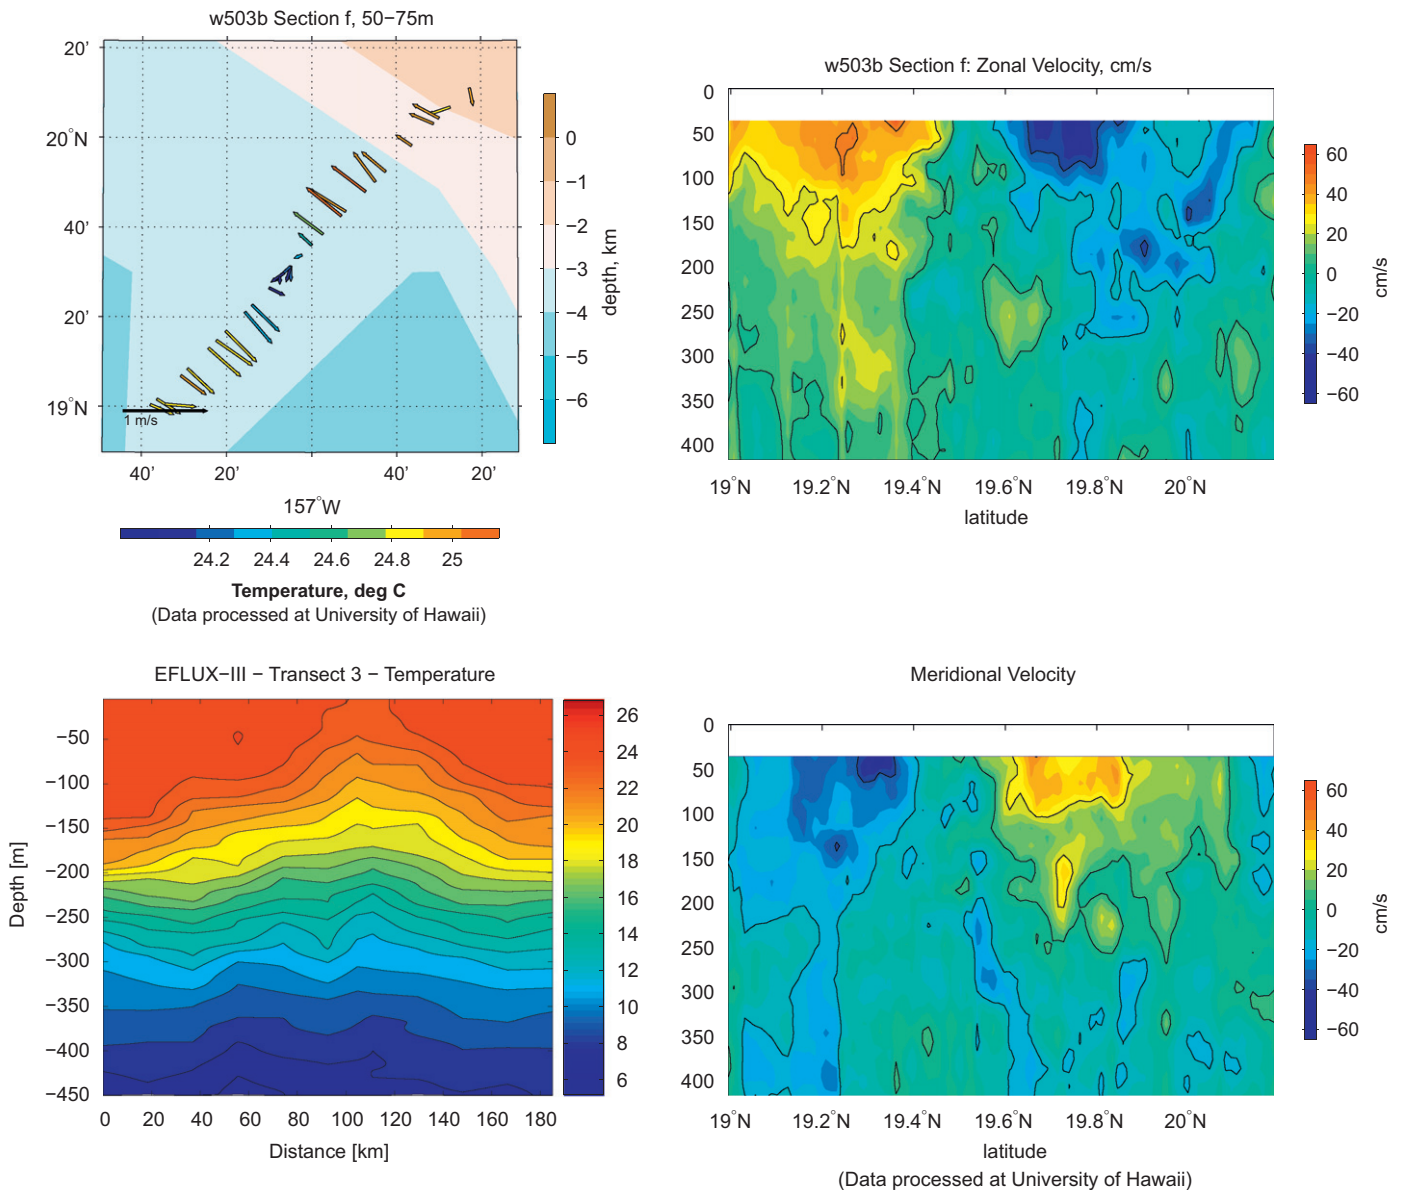 w503b Section f, 50−75m
20'
20°N
40'
20'
19°N
1 m/s
40'
20'
40'
20'
157°W
0
−1
−2
−3
−4
−5
−6
depth, km
24.2
24.4
24.6
24.8
25
Temperature, deg C
(Data processed at University of Hawaii)
w503b Section f: Zonal Velocity, cm/s
0
50
100
150
200
250
300
350
400
19°N
19.2°N
19.4°N
19.6°N
19.8°N
20°N
latitude
60
40
20
0
−20
−40
−60
cm/s
EFLUX−III − Transect 3 − Temperature
Depth [m]
−50
−100
−150
−200
−250
−300
−350
−400
−450
0
20
40
60
80
100
120
140
160
180
Distance [km]
26
24
22
20
18
16
14
12
10
8
6
Meridional Velocity
0
50
100
150
200
250
300
350
400
19°N
19.2°N
19.4°N
19.6°N
19.8°N
20°N
latitude
(Data processed at University of Hawaii)
60
40
20
0
−20
−40
−60
cm/s